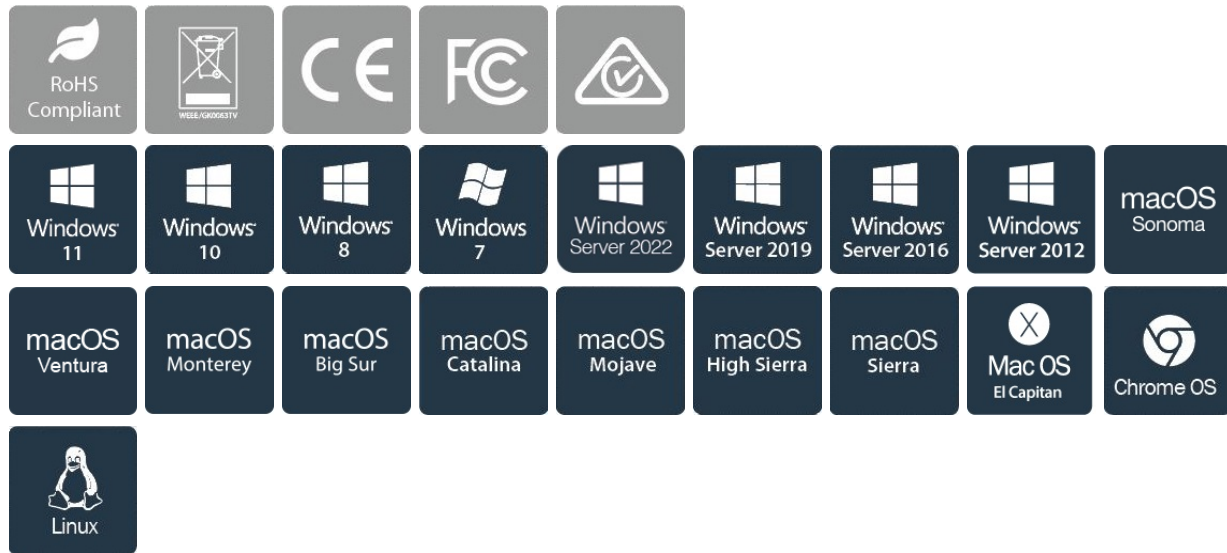 RoHS
Compliant
WEEE/GK0063TV
CE
FC
Windows
11
Windows
10
Windows
8
Windows
7
Windows
Server 2022
Windows
Server 2019
Windows
Server 2016
Windows
Server 2012
macOS
Sonoma
macOS
Ventura
macOS
Monterey
macOS
Big Sur
macOS
Catalina
macOS
Mojave
macOS
High Sierra
macOS
Sierra
X
Mac OS
El Capitan
Chrome OS
Linux